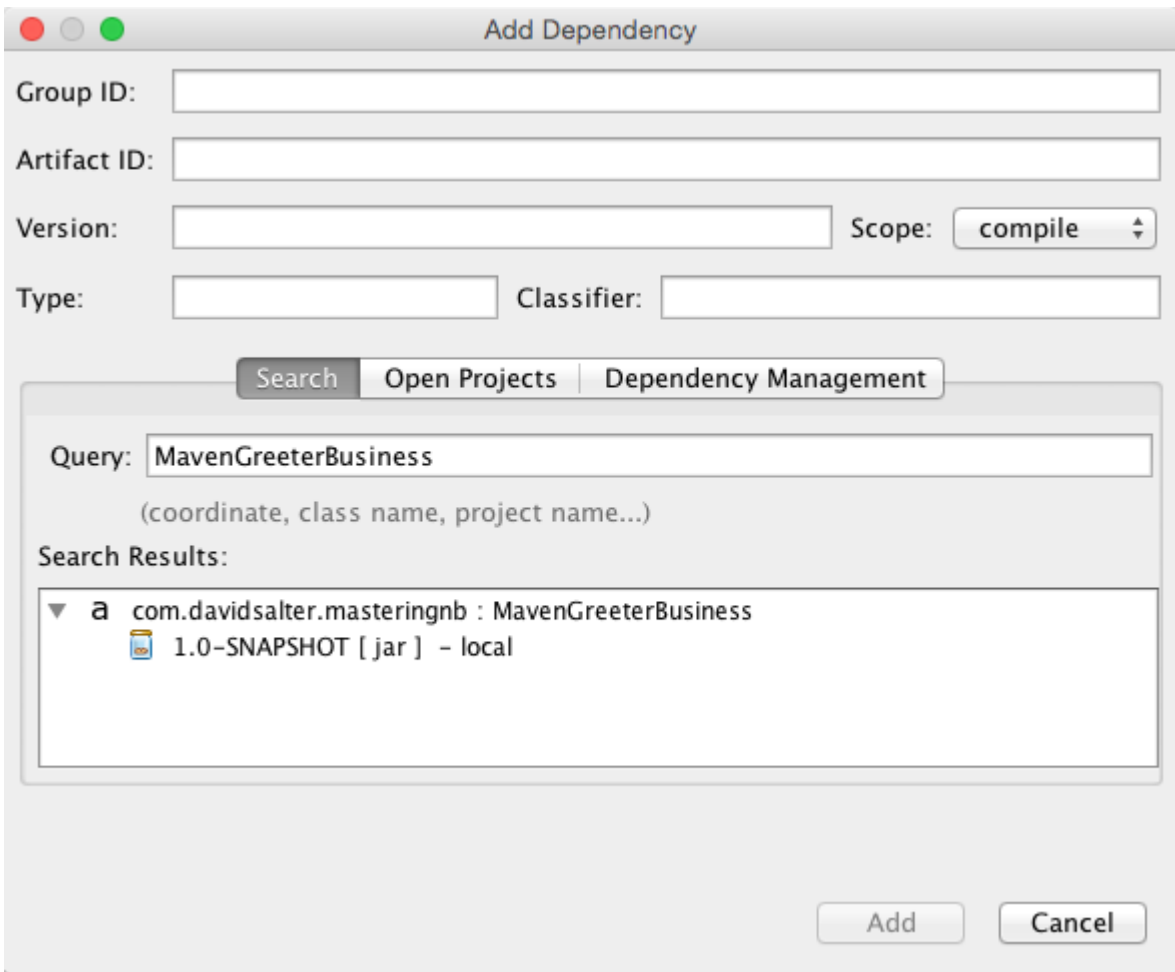 Add Dependency
Group ID:
Artifact ID:
Version: Scope: compile
Type: Classifier:
Search Open Projects Dependency Management
Query: MavenGreeterBusiness
(coordinate, class name, project name...)
Search Results:
a com.davidsalter.masteringnb : MavenGreeterBusiness
1.0-SNAPSHOT [ jar ] - local
Add Cancel